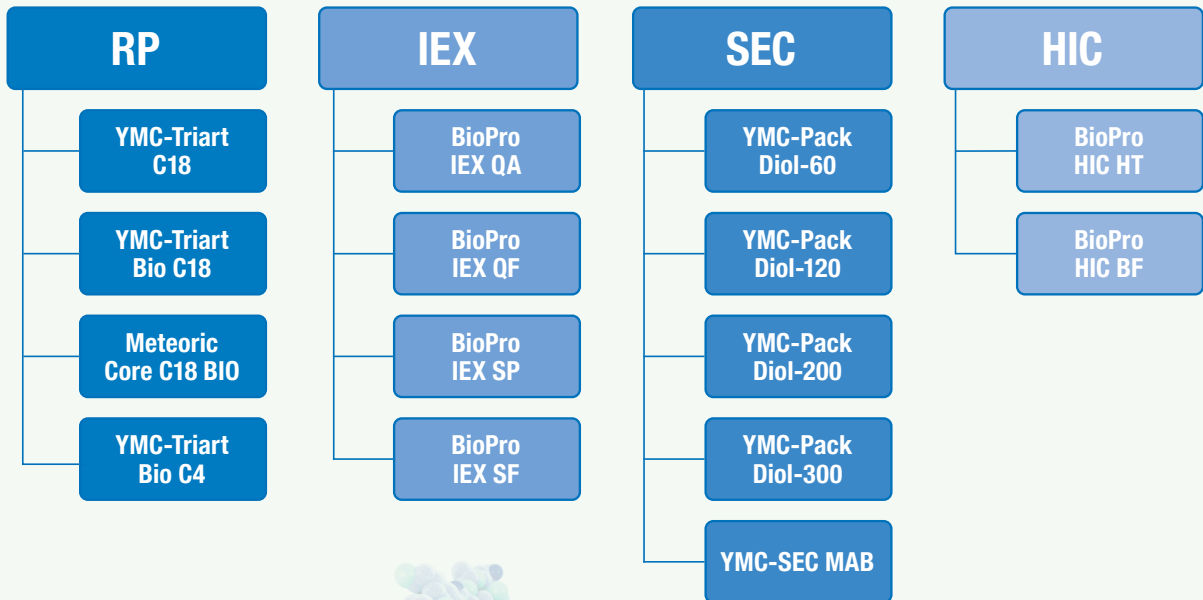 RP
YMC-Triart
C18
YMC-Triart
Bio C18
Meteoric
Core C18 BIO
YMC-Triart
Bio C4
IEX
BioPro
IEX QA
BioPro
IEX QF
BioPro
IEX SP
BioPro
IEX SF
SEC
YMC-Pack
Diol-60
YMC-Pack
Diol-120
YMC-Pack
Diol-200
YMC-Pack
Diol-300
YMC-SEC MAB
HIC
BioPro
HIC HT
BioPro
HIC BF